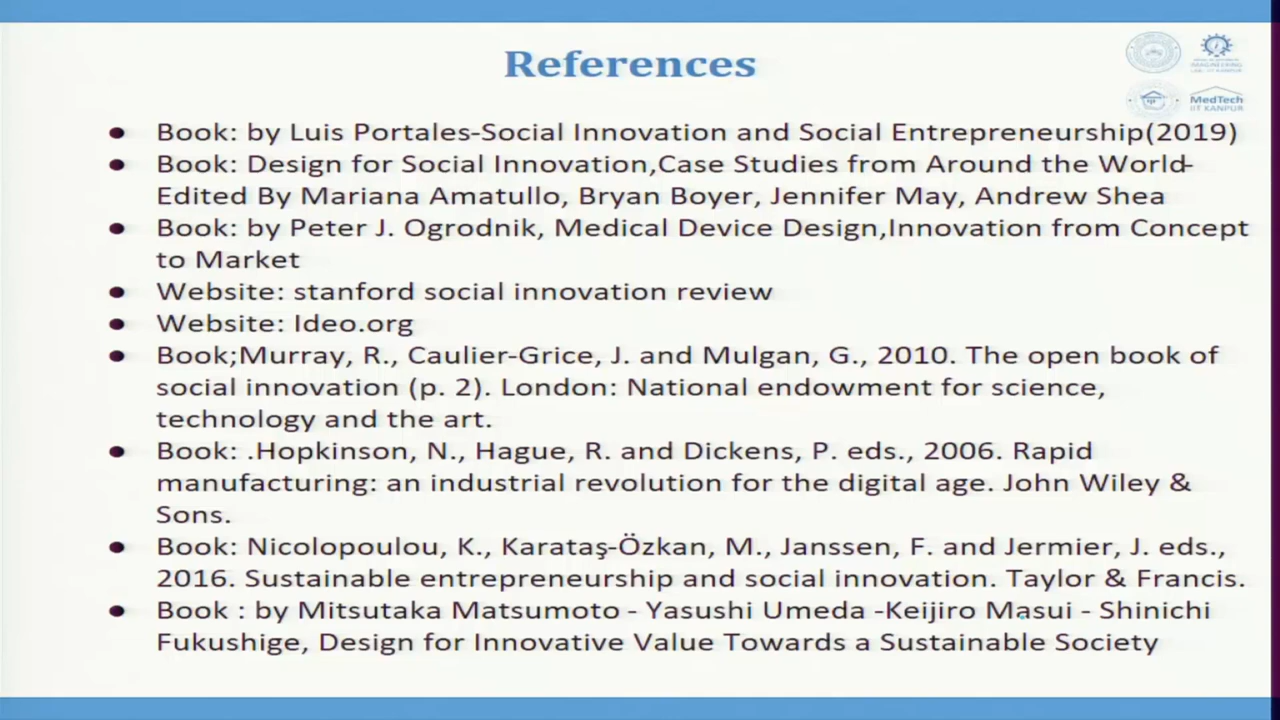 References
IMAGINEERING
MedTech
IIT KANPUR
● Book: by Luis Portales-Social Innovation and Social Entrepreneurship(2019)
● Book: Design for Social Innovation,Case Studies from Around the World-
Edited By Mariana Amatullo, Bryan Boyer, Jennifer May, Andrew Shea
● Book: by Peter J. Ogrodnik, Medical Device Design,Innovation from Concept
to Market
● Website: stanford social innovation review
● Website: Ideo.org
● Book;Murray, R., Caulier-Grice, J. and Mulgan, G., 2010. The open book of
social innovation (p. 2). London: National endowment for science,
technology and the art.
● Book: .Hopkinson, N., Hague, R. and Dickens, P. eds., 2006. Rapid
manufacturing: an industrial revolution for the digital age. John Wiley &
Sons.
● Book: Nicolopoulou, K., Karataş-Özkan, M., Janssen, F. and Jermier, J. eds.,
2016. Sustainable entrepreneurship and social innovation. Taylor & Francis.
● Book : by Mitsutaka Matsumoto - Yasushi Umeda -Keijiro Masui - Shinichi
Fukushige, Design for Innovative Value Towards a Sustainable Society